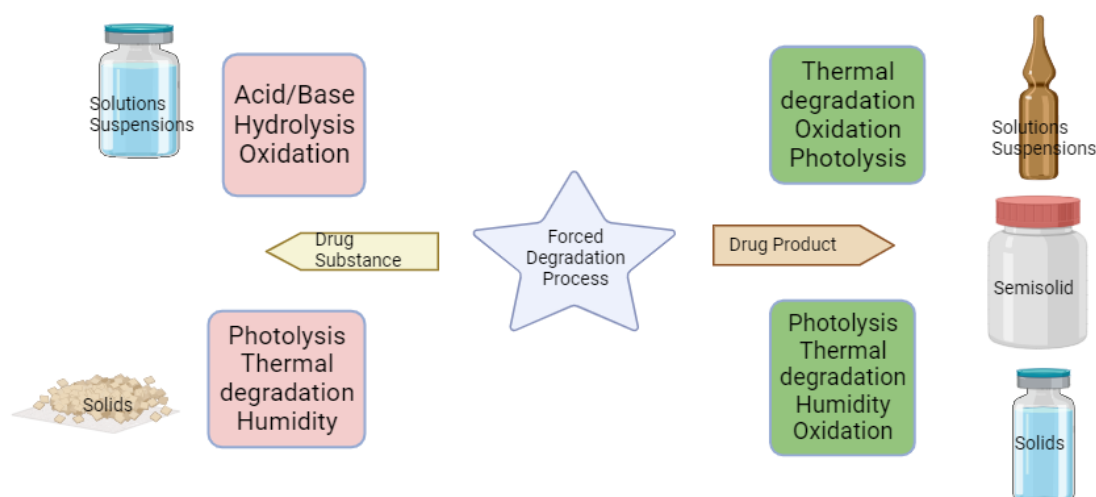 Solutions
Suspensions
Acid/Base
Hydrolysis
Oxidation
Drug
Substance
Photolysis
Thermal
degradation
Humidity
Solids
Forced
Degradation
Process
Drug Product
Thermal
degradation
Oxidation
Photolysis
Solutions
Suspensions
Semisolid
Photolysis
Thermal
degradation
Humidity
Oxidation
Solids